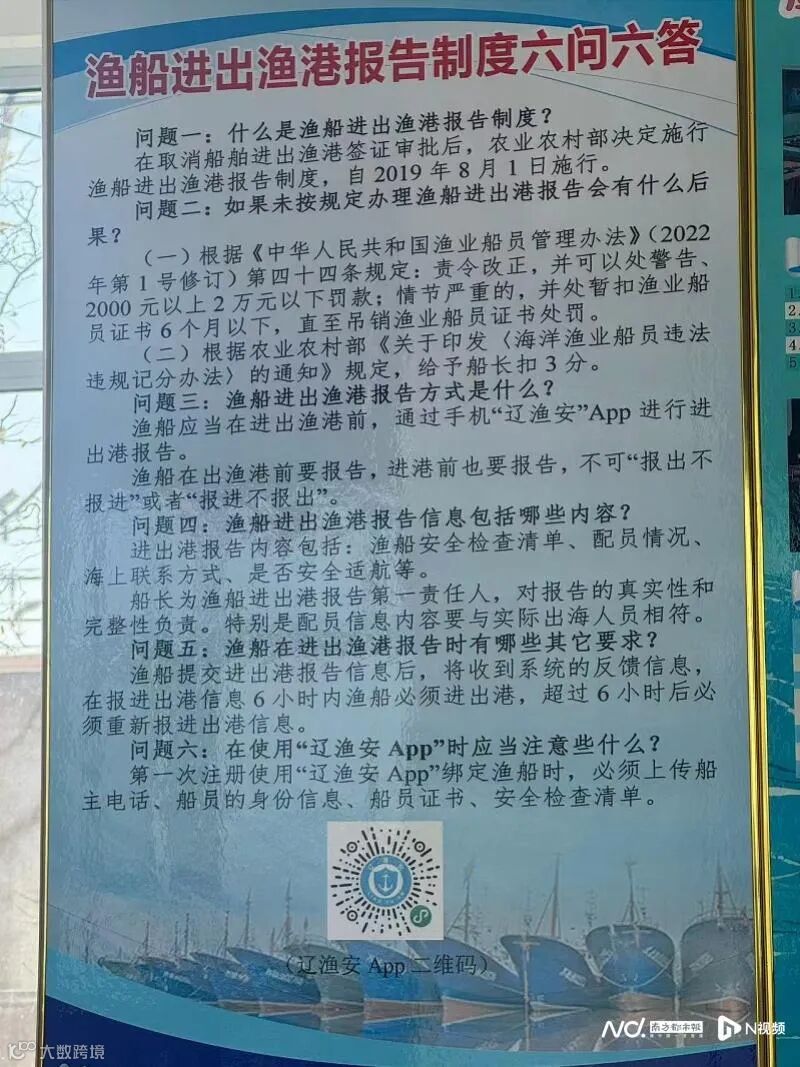 渔船进出渔港报告制度六问六答
问题一：什么是渔船进出渔港报告制度？
在取消船舶进出渔港签证审批后，农业农村部决定施行
渔船进出渔港报告制度，自 2019 年 8 月 1 日施行。
问题二：如果未按规定办理渔船进出渔港报告会有什么后
果？
（一）根据《中华人民共和国渔业船员管理办法》（2022
年第 1 号修订）第四十四条规定：责令改正，并可以处警告、
2000 元以上 2 万元以下罚款；情节严重的，并处暂扣渔业船
员证书 6 个月以下，直至吊销渔业船员证书处罚。
（二）根据农业农村部《关于印发〈海洋渔业船员违法
违规记分办法〉的通知》规定，给予船长扣 3 分。
问题三：渔船进出渔港报告方式是什么？
渔船应当在进出渔港前，通过手机“辽渔安”App 进行进
出港报告。
渔船在出渔港前要报告，进港前也要报告，不可“报出不
报进”或者“报进不报出”。
问题四：渔船进出渔港报告信息包括哪些内容？
进出港报告内容包括：渔船安全检查清单、配员情况、
海上联系方式、是否安全适航等。
船长为渔船进出港报告第一责任人，对报告的真实性和
完整性负责。特别是配员信息内容要与实际出海人员相符。
问题五：渔船在进出渔港报告时有哪些其它要求？
渔船提交进出港报告信息后，将收到系统的反馈信息，
在报进出港信息 6 小时内渔船必须进出港，超过 6 小时后必
须重新报进出港信息。
问题六：在使用“辽渔安 App”时应当注意些什么？
第一次注册使用“辽渔安 App”绑定渔船时，必须上传船
主电话、船员的身份信息、船员证书、安全检查清单。
（辽渔安 App 二维码）
南方都市报 N视频
大数跨境